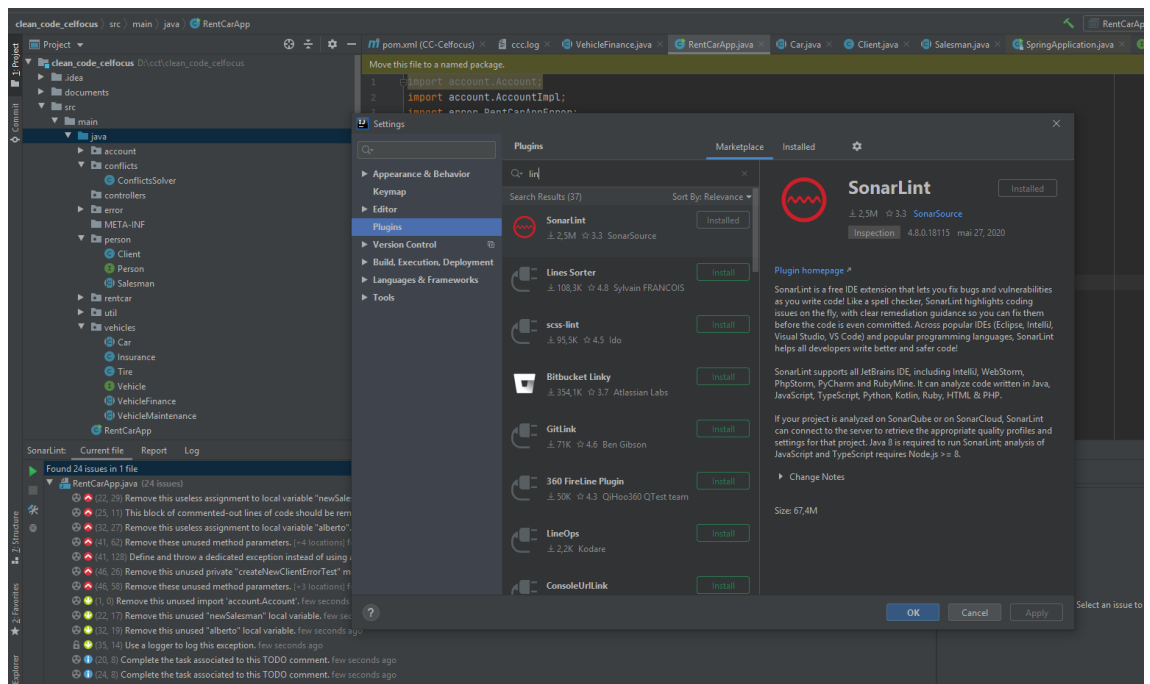 clean_code_celfocus src main java RentCarApp
RentCarAp
Project
pom.xml (CC-Celfocus) ccc.log VehicleFinance.java RentCarApp.java Car.java Client.java Salesman.java SpringApplication.java
1: Project
Commit
7: Structure
2: Favorites
Explorer
clean_code_celfocus D:\cct\clean_code_celfocus
.idea
documents
src
main
java
account
conflicts
ConflictsSolver
controllers
error
META-INF
person
Client
Person
Salesman
rentcar
util
vehicles
Car
Insurance
Tire
Vehicle
VehicleFinance
VehicleMaintenance
RentCarApp
Move this file to a named package.
1 import account.Account;
2 import account.AccountImpl;
import error.RentCarAppError;
Settings
Appearance & Behavior
Keymap
Editor
Plugins
Version Control
Build, Execution, Deployment
Languages & Frameworks
Tools
Plugins
Marketplace
Installed
lin
Search Results (37)
Sort By: Relevance
SonarLint
Installed
2,5M 3.3 SonarSource
Lines Sorter
Install
108,3K 4.8 Sylvain FRANCOIS
scss-lint
Install
95,5K 4.5 Ido
Bitbucket Linky
Install
354,1K 3.7 Atlassian Labs
GitLink
Install
71K 4.6 Ben Gibson
360 FireLine Plugin
Install
50K 4.3 QiHoo360 QTest team
LineOps
Install
2,2K Kodare
ConsoleUrlLink
Install
SonarLint
Installed
2,5M 3.3 SonarSource
Inspection 4.8.0.18115 mai 27, 2020
Plugin homepage
SonarLint is a free IDE extension that lets you fix bugs and vulnerabilities
as you write code! Like a spell checker, SonarLint highlights coding
issues on the fly, with clear remediation guidance so you can fix them
before the code is even committed. Across popular IDEs (Eclipse, IntelliJ,
Visual Studio, VS Code) and popular programming languages, SonarLint
helps all developers write better and safer code!
SonarLint supports all JetBrains IDE, including IntelliJ, WebStorm,
PhpStorm, PyCharm and RubyMine. It can analyze code written in Java,
JavaScript, TypeScript, Python, Kotlin, Ruby, HTML & PHP.
If your project is analyzed on SonarQube or on SonarCloud, SonarLint
can connect to the server to retrieve the appropriate quality profiles and
settings for that project. Java 8 is required to run SonarLint; analysis of
JavaScript and TypeScript requires Node.js >= 8.
Change Notes
Size: 67,4M
? OK Cancel Apply
SonarLint: Current file Report Log
Found 24 issues in 1 file
RentCarApp.java (24 issues)
(22, 29) Remove this useless assignment to local variable "newSale
(25, 11) This block of commented-out lines of code should be rem
(32, 27) Remove this useless assignment to local variable "alberto".
(41, 62) Remove these unused method parameters. [+4 locations] f
(41, 128) Define and throw a dedicated exception instead of using
(46, 26) Remove this unused private "createNewClientErrorTest" m
(46, 58) Remove these unused method parameters. [+3 locations] f
(1, 0) Remove this unused import 'account.Account'. few seconds
(22, 17) Remove this unused "newSalesman" local variable. few sec
(32, 19) Remove this unused "alberto" local variable. few seconds ago
(35, 14) Use a logger to log this exception. few seconds ago
(20, 8) Complete the task associated to this TODO comment. few seconds ago
(24, 8) Complete the task associated to this TODO comment. few seconds ago
Select an issue to